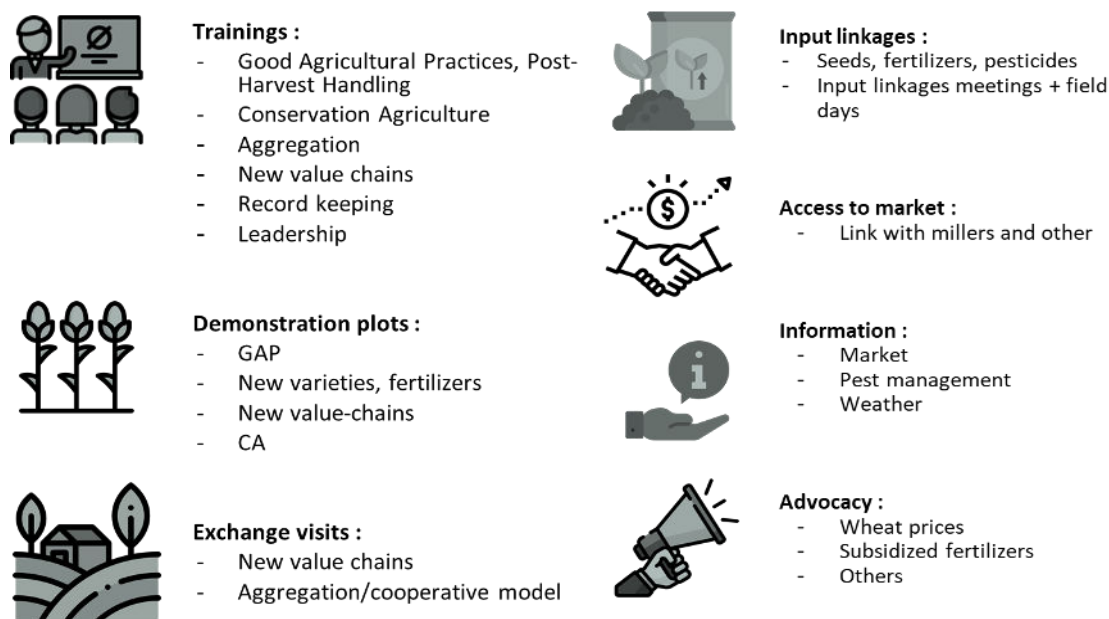 Trainings :
- Good Agricultural Practices, Post-
Harvest Handling
- Conservation Agriculture
- Aggregation
- New value chains
- Record keeping
- Leadership
Demonstration plots :
- GAP
- New varieties, fertilizers
- New value-chains
- CA
Exchange visits :
- New value chains
- Aggregation/cooperative model
Input linkages :
- Seeds, fertilizers, pesticides
- Input linkages meetings + field
days
$
Access to market :
- Link with millers and other
i
Information :
- Market
- Pest management
- Weather
Advocacy :
- Wheat prices
- Subsidized fertilizers
- Others